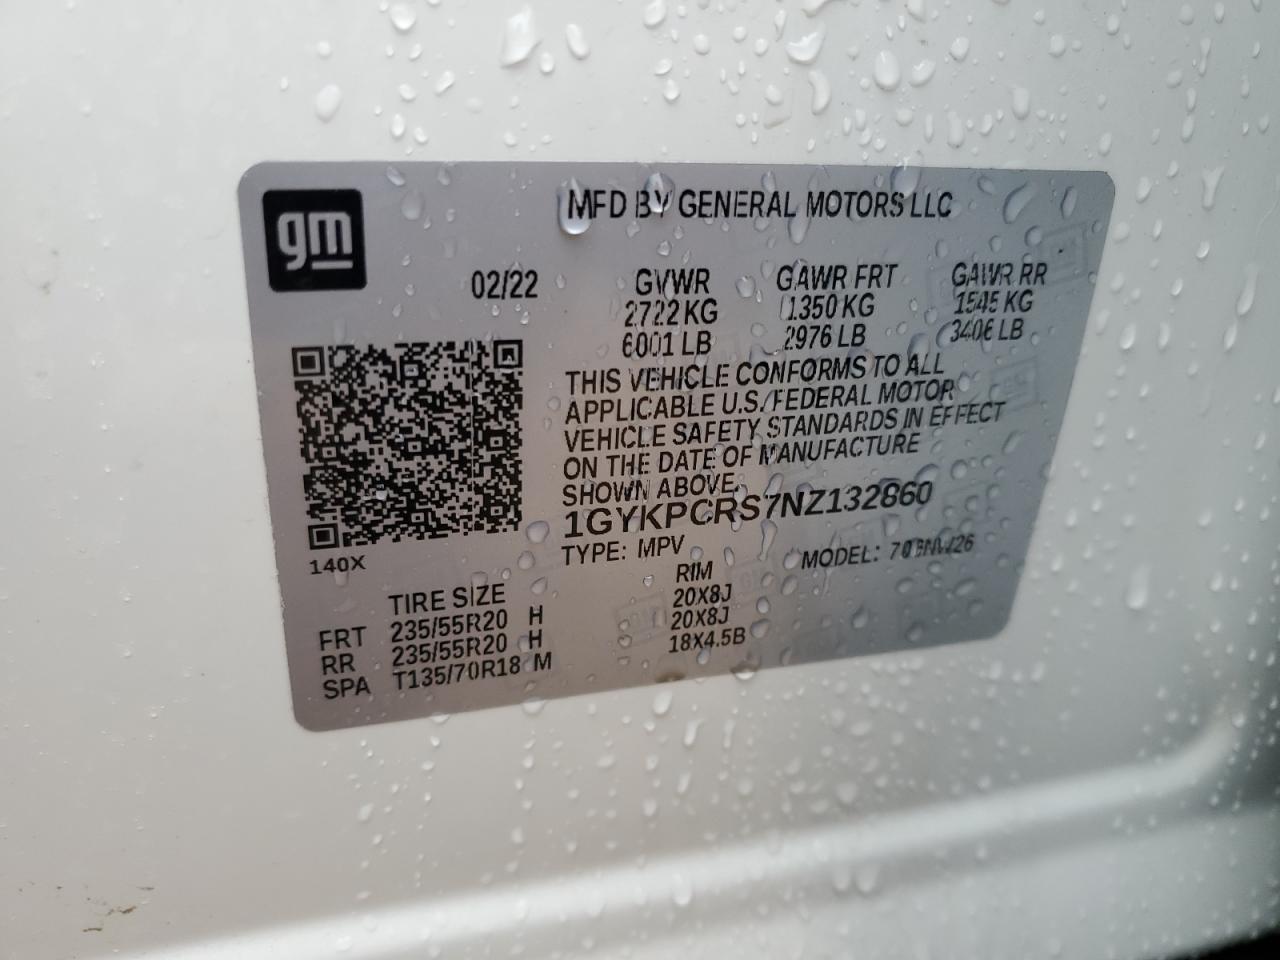 gm
MFD BY GENERAL MOTORS LLC
02/22 GVWR GAWR FRT GAWR RR
2722 KG 1350 KG 1545 KG
6001 LB 2976 LB 3406 LB
THIS VEHICLE CONFORMS TO ALL
APPLICABLE U.S. FEDERAL MOTOR
VEHICLE SAFETY STANDARDS IN EFFECT
ON THE DATE OF MANUFACTURE
SHOWN ABOVE.
1GYKPCRS7NZ132860
TYPE: MPV MODEL:
140X
TIRE SIZE RIM
FRT 235/55R20 H 20X8J
RR 235/55R20 H 20X8J
SPA T135/70R18 M 18X4.5B